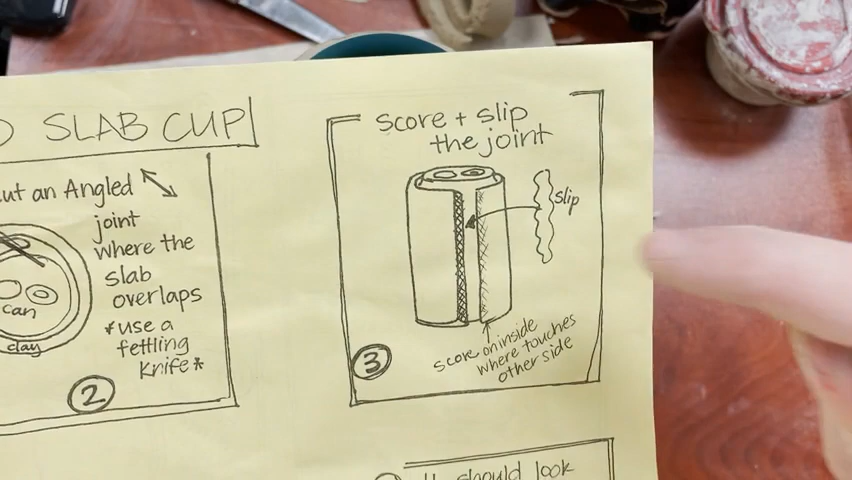 SLAB CUP
an Angled
joint
where the
slab
overlaps
*use a
fettling
knife*
can
clay
2
Score + slip
the joint
slip
score on inside
where touches
other side
3
should look